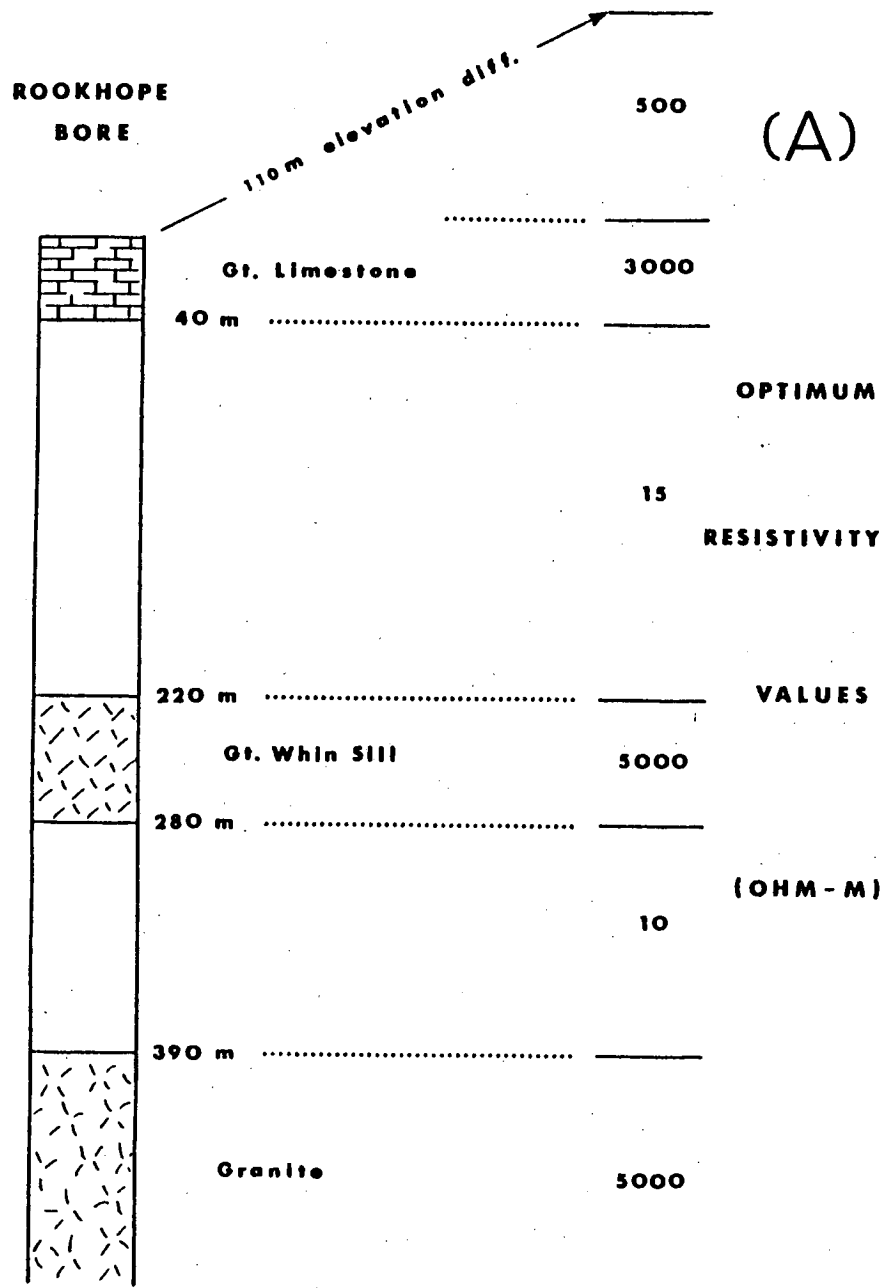 ROOKHOPE
BORE
110m elevation diff.
500
(A)
Gt. Limestone
3000
40 m
OPTIMUM
15
RESISTIVITY
220 m
VALUES
Gt. Whin Sill
5000
280 m
(OHM-M)
10
390 m
Granite
5000